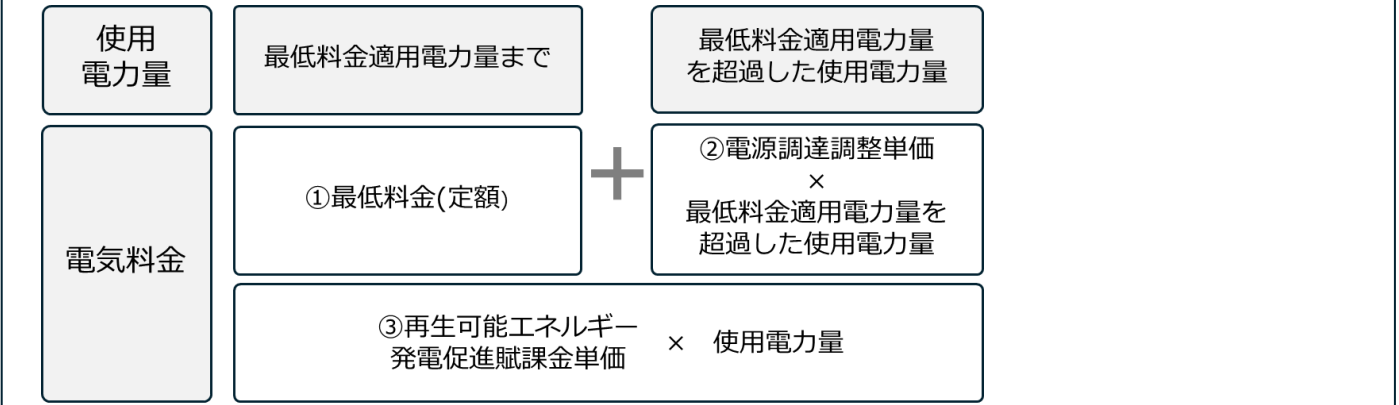 使用
電力量
最低料金適用電力量まで
最低料金適用電力量
を超過した使用電力量
電気料金
①最低料金(定額)
+
②電源調達調整単価
×
最低料金適用電力量を
超過した使用電力量
③再生可能エネルギー
発電促進賦課金単価
× 使用電力量